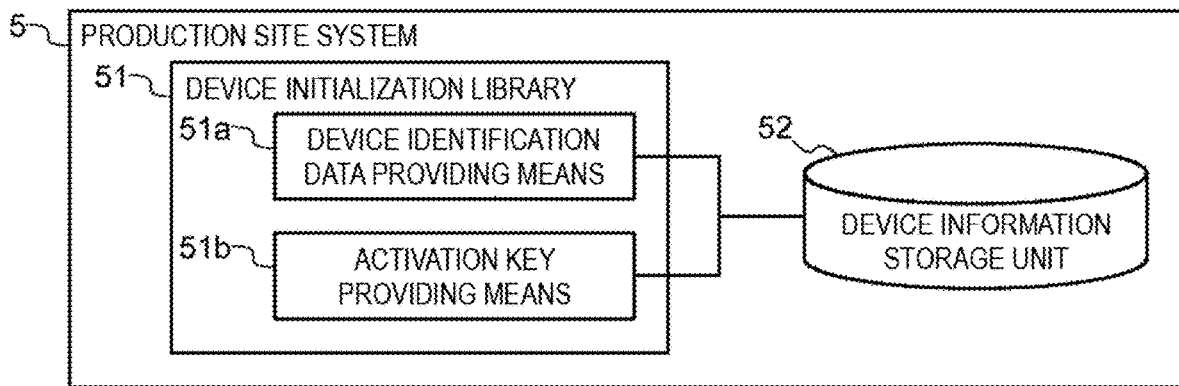 5
PRODUCTION SITE SYSTEM
51
DEVICE INITIALIZATION LIBRARY
51a
DEVICE IDENTIFICATION
DATA PROVIDING MEANS
52
DEVICE INFORMATION
STORAGE UNIT
51b
ACTIVATION KEY
PROVIDING MEANS